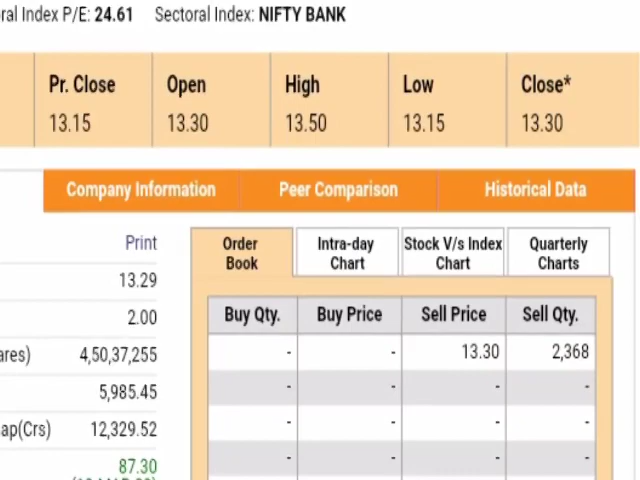 ral Index P/E: 24.61 Sectoral Index: NIFTY BANK
Pr. Close Open High Low Close*
13.15 13.30 13.50 13.15 13.30
Company Information Peer Comparison Historical Data
Print
Order Book Intra-day Chart Stock V/s Index Chart Quarterly Charts
13.29
2.00
Buy Qty. Buy Price Sell Price Sell Qty.
ares) 4,50,37,255
- - 13.30 2,368
5,985.45
- - - -
ap(Crs) 12,329.52
- - - -
87.30
- - - -